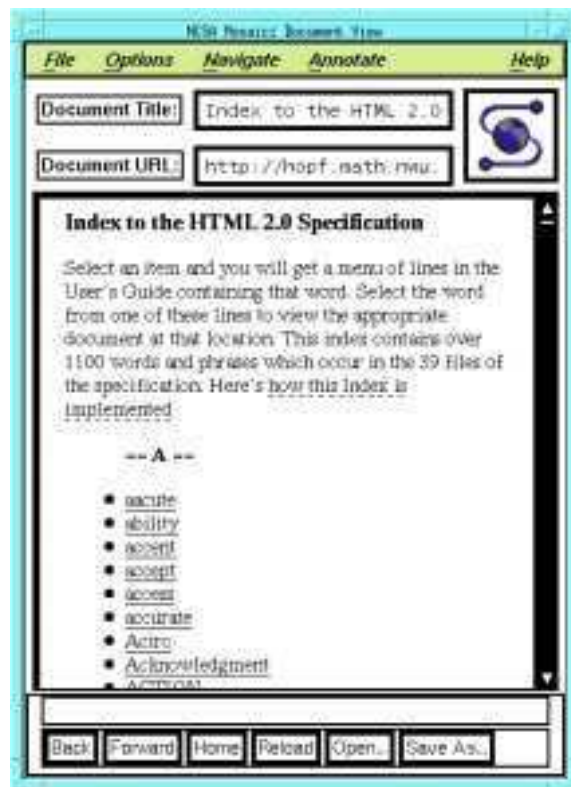 NCSA Mosaic: Document View
File Options Navigate Annotate Help
Document Title: Index to the HTML 2.0
Document URL: http://hopf.math.nwu.
Index to the HTML 2.0 Specification
Select an item and you will get a menu of lines in the
User's Guide containing that word. Select the word
from one of these lines to view the appropriate
document at that location. This index contains over
1100 words and phrases which occur in the 39 files of
the specification. Here's how this Index is
implemented
-- A --
aacute
ability
accent
accept
access
accurate
Acknowledgment
ACTION
Back Forward Home Reload Open... Save As...